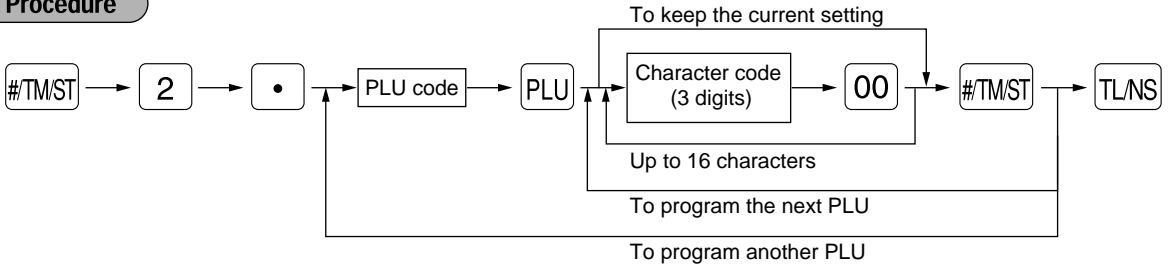 Procedure
To keep the current setting
#/TM/ST 2 • PLU code PLU Character code (3 digits) 00 #/TM/ST TL/NS
Up to 16 characters
To program the next PLU
To program another PLU